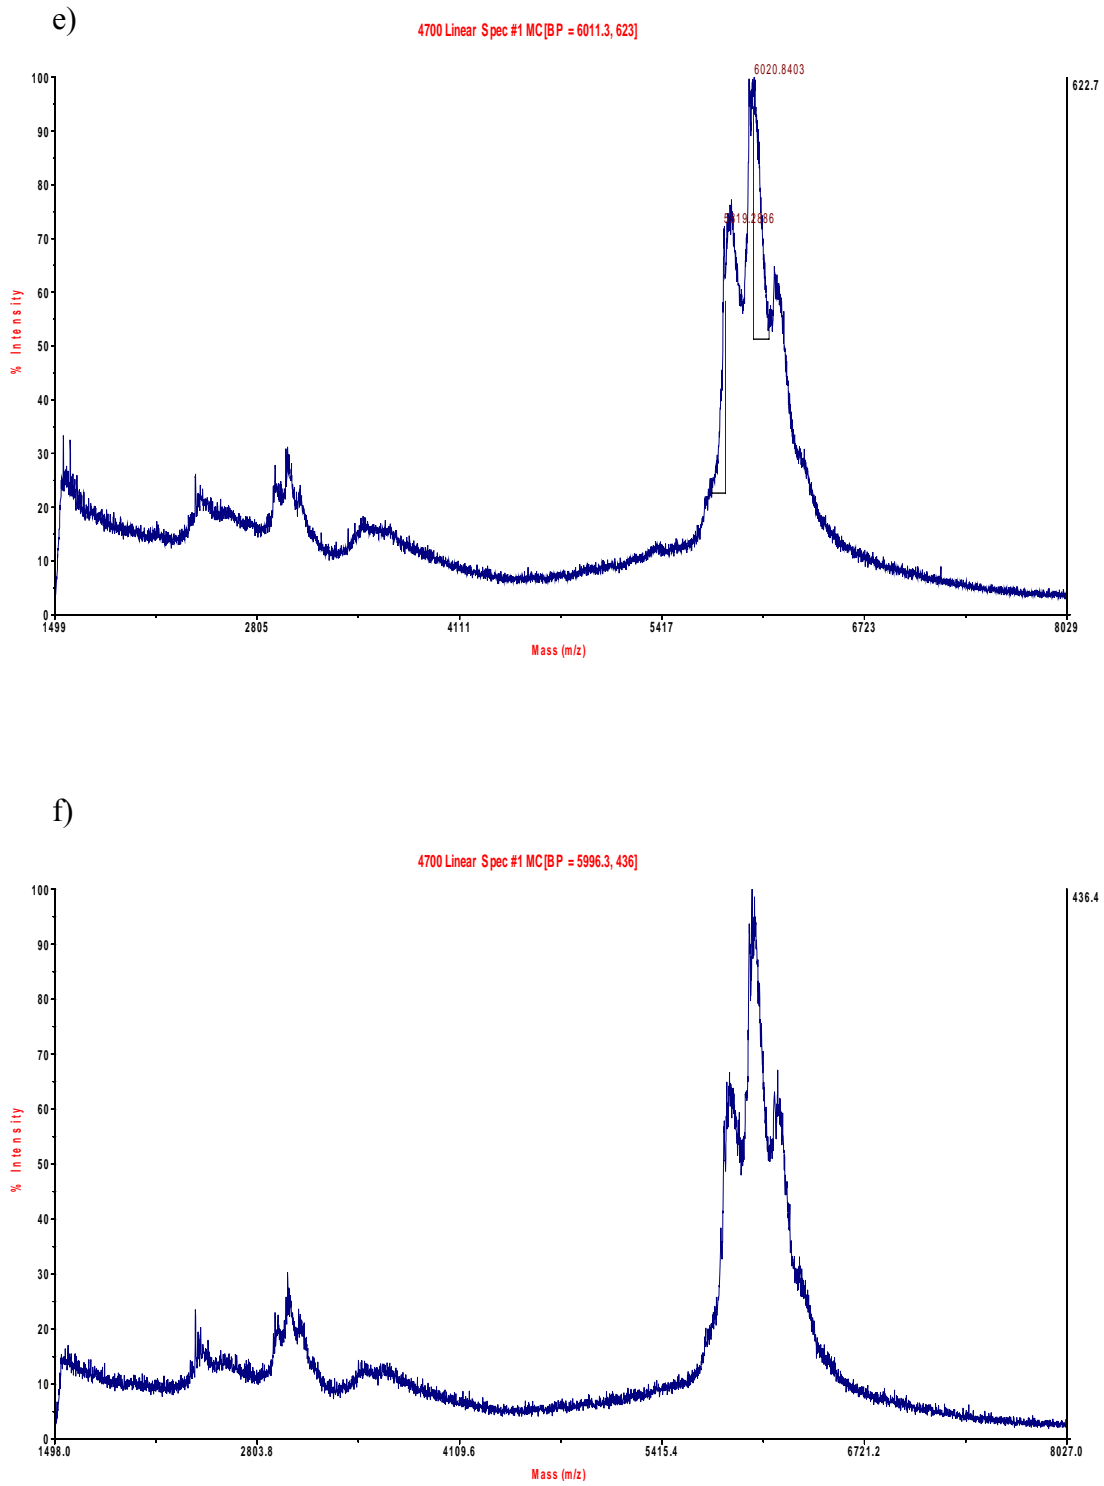 e)
4700 Linear Spec #1 MC[BP = 6011.3, 623]
6020.8403
100
622.7
90
80
70
60
50
40
30
20
10
0
% Intensity
1499 2805 4111 5417 6723 8029
Mass (m/z)
f)
4700 Linear Spec #1 MC[BP = 5996.3, 436]
100
436.4
90
80
70
60
50
40
30
20
10
0
% Intensity
1498.0 2803.8 4109.6 5415.4 6721.2 8027.0
Mass (m/z)